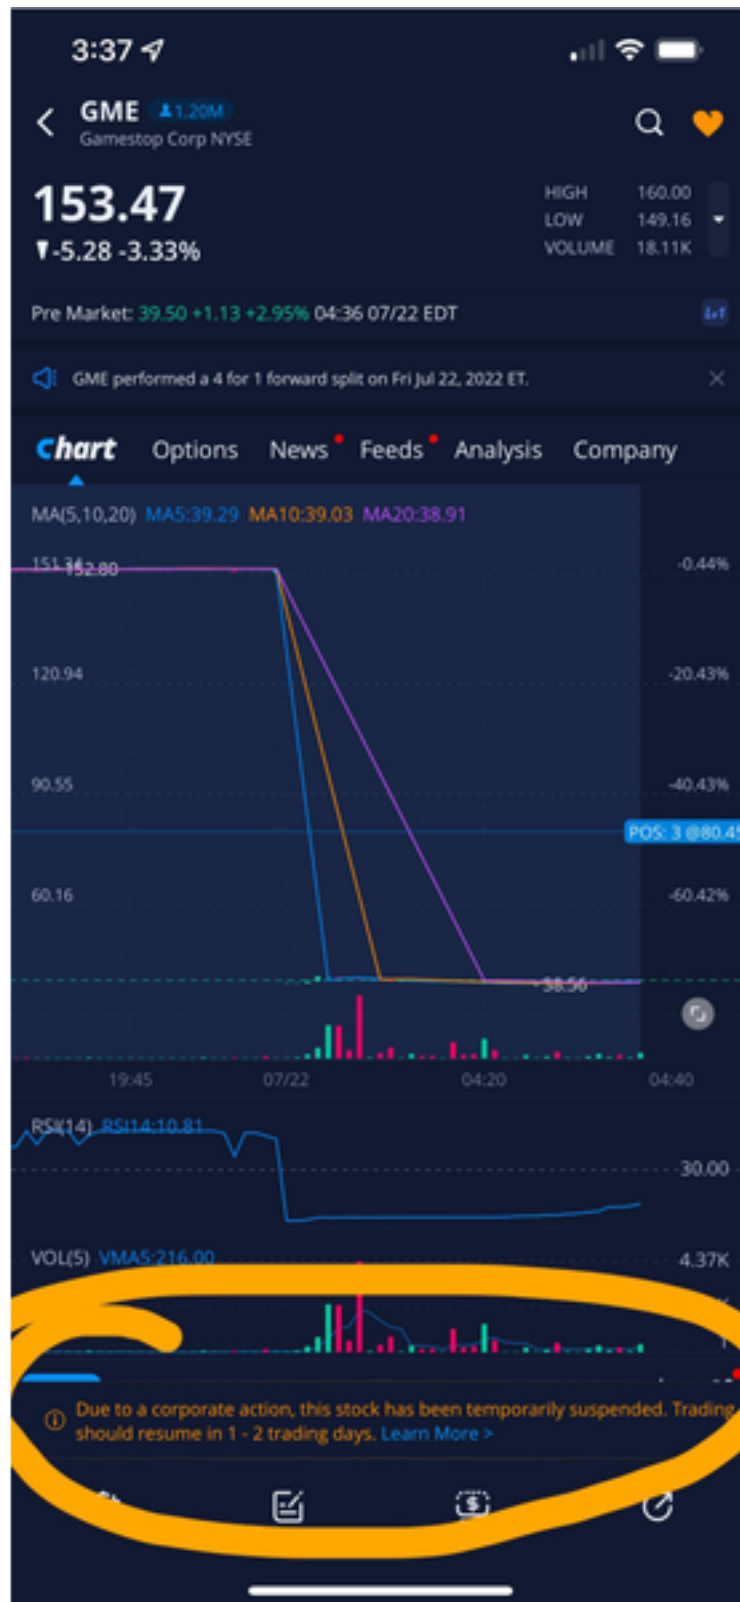 3:37
GME 1.20M
Gamestop Corp NYSE
153.47
-5.28 -3.33%
HIGH 160.00
LOW 149.16
VOLUME 18.11K
Pre Market: 39.50 +1.13 +2.95% 04:36 07/22 EDT
GME performed a 4 for 1 forward split on Fri Jul 22, 2022 ET.
Chart Options News Feeds Analysis Company
MA(5,10,20) MA5:39.29 MA10:39.03 MA20:38.91
151.34 152.80 -0.44%
120.94 -20.43%
90.55 -40.43%
POS: 3 @80.45
60.16 -60.42%
38.56
19:45 07/22 04:20 04:40
RSI(14) RSI14:10.81
30.00
VOL(5) VMA5:216.00 4.37K
Due to a corporate action, this stock has been temporarily suspended. Trading
should resume in 1 - 2 trading days. Learn More >